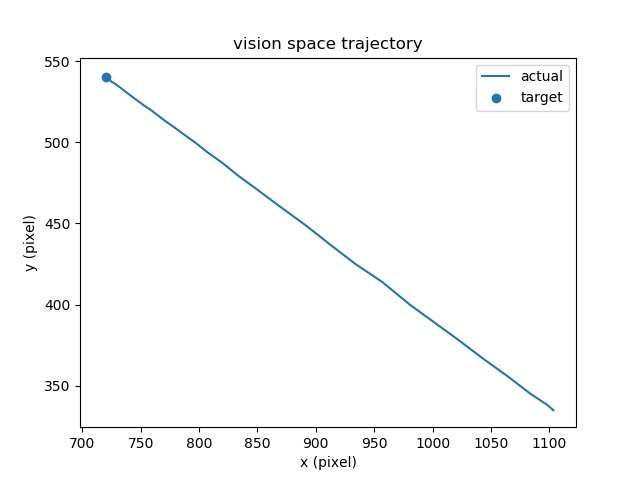 vision space trajectory
550
500
450
400
350
y (pixel)
700 750 800 850 900 950 1000 1050 1100
x (pixel)
actual
target